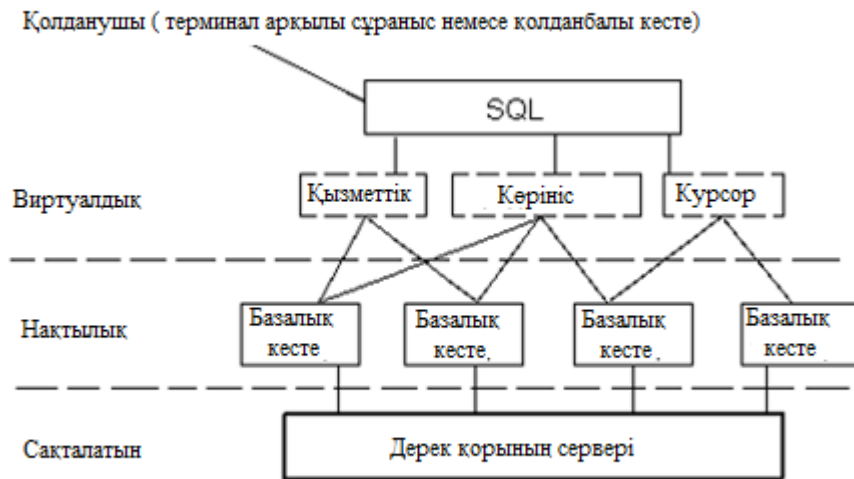 Қолданушы ( терминал арқылы сұраныс немесе қолданбалы кесте)
SQL
Виртуалдық
Қызметтік
Көрініс
Курсор
Нақтылық
Базалық
кесте
Базалық
кесте,
Базалық
кесте,
Базалық
кесте
Сақталатын
Дерек қорының сервері